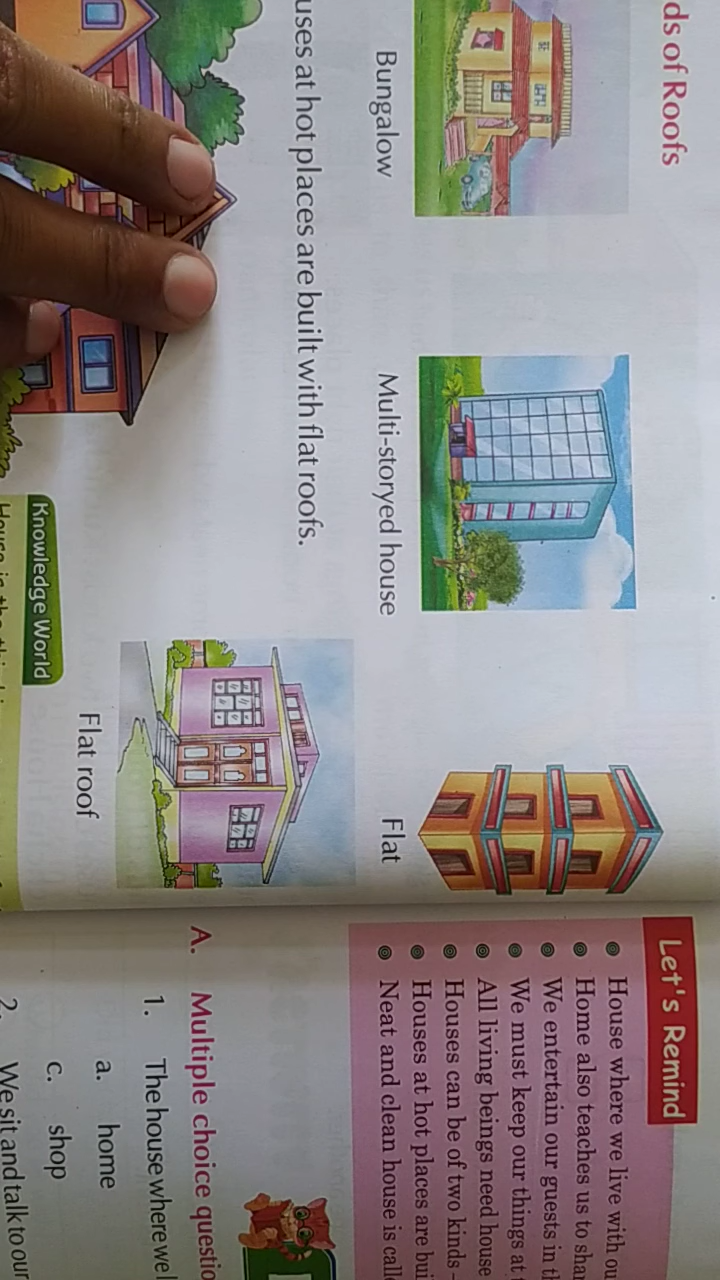 ds of Roofs
Bungalow
Multi-storyed house
Flat
uses at hot places are built with flat roofs.
Flat roof
Knowledge World
Let's Remind
House where we live with ou
Home also teaches us to sha
We entertain our guests in t
We must keep our things at
All living beings need house
Houses can be of two kinds –
Houses at hot places are bui
Neat and clean house is calle
A. Multiple choice questio
1. The house where we l
a. home
c. shop
2. We sit and talk to our